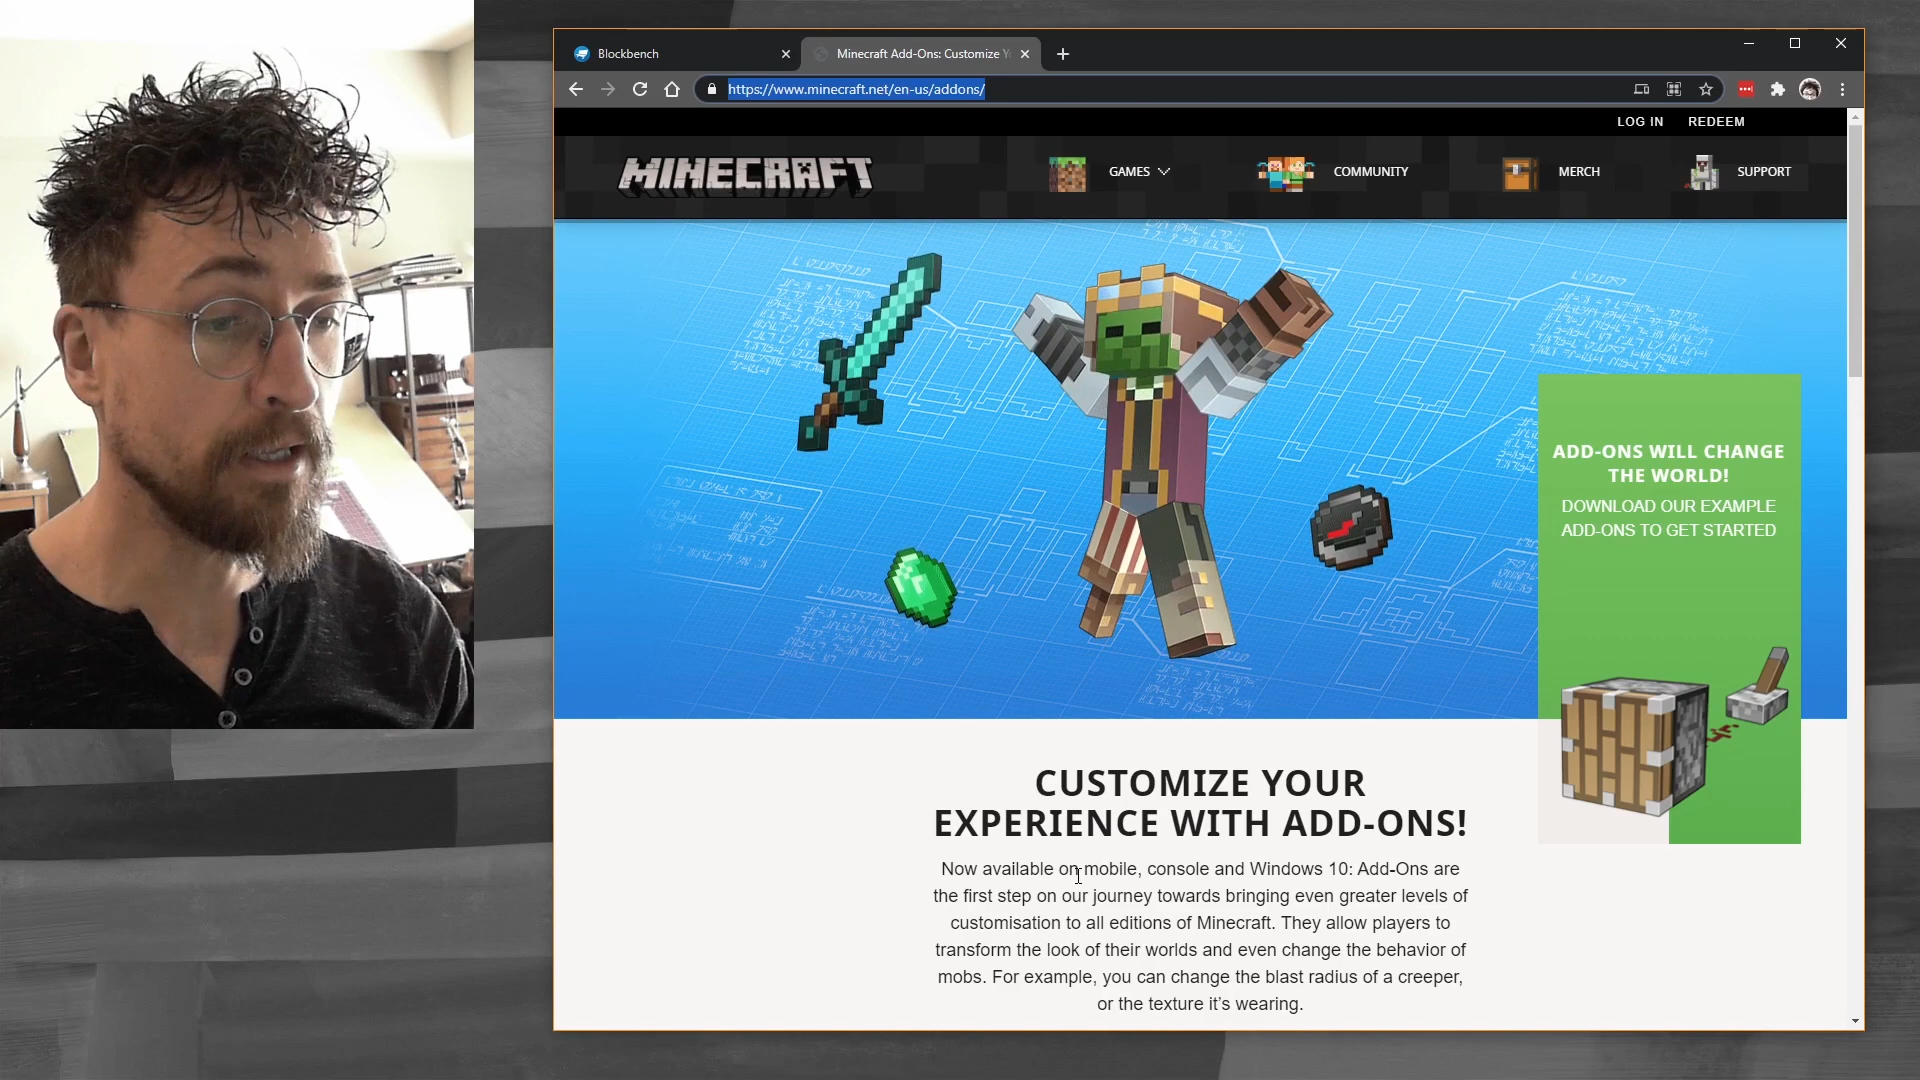 Blockbench
Minecraft Add-Ons: Customize Y
https://www.minecraft.net/en-us/addons/
LOG IN
REDEEM
MINECRAFT
GAMES
COMMUNITY
MERCH
SUPPORT
ADD-ONS WILL CHANGE
THE WORLD!
DOWNLOAD OUR EXAMPLE
ADD-ONS TO GET STARTED
CUSTOMIZE YOUR
EXPERIENCE WITH ADD-ONS!
Now available on mobile, console and Windows 10: Add-Ons are
the first step on our journey towards bringing even greater levels of
customisation to all editions of Minecraft. They allow players to
transform the look of their worlds and even change the behavior of
mobs. For example, you can change the blast radius of a creeper,
or the texture it’s wearing.